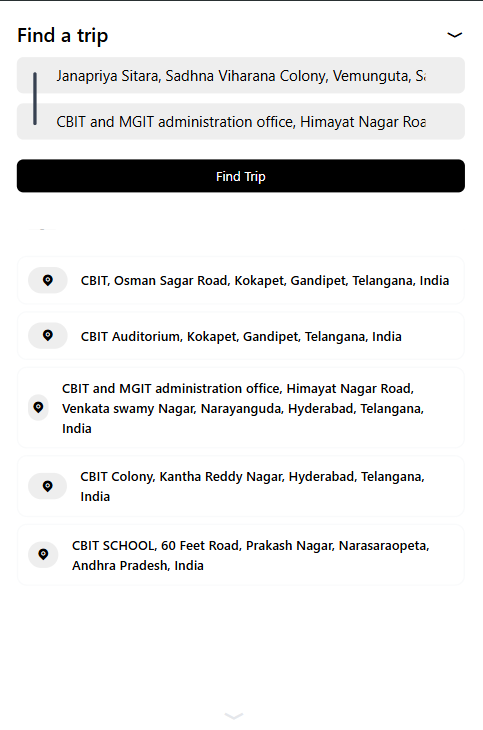 Find a trip
Janapriya Sitara, Sadhna Viharana Colony, Vemunguta, Sa
CBIT and MGIT administration office, Himayat Nagar Roa
Find Trip
CBIT, Osman Sagar Road, Kokapet, Gandipet, Telangana, India
CBIT Auditorium, Kokapet, Gandipet, Telangana, India
CBIT and MGIT administration office, Himayat Nagar Road,
Venkata swamy Nagar, Narayanguda, Hyderabad, Telangana,
India
CBIT Colony, Kantha Reddy Nagar, Hyderabad, Telangana,
India
CBIT SCHOOL, 60 Feet Road, Prakash Nagar, Narasaraopeta,
Andhra Pradesh, India